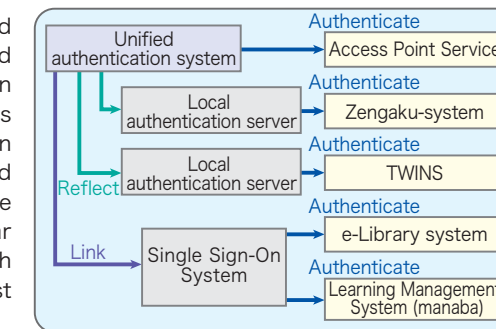 Authenticate
Unified
authentication system
Access Point Service
Authenticate
Local
authentication server
Zengaku-system
Authenticate
Local
authentication server
TWINS
Reflect
Authenticate
e-Library system
Link
Single Sign-On
System
Authenticate
Learning Management
System (manaba)